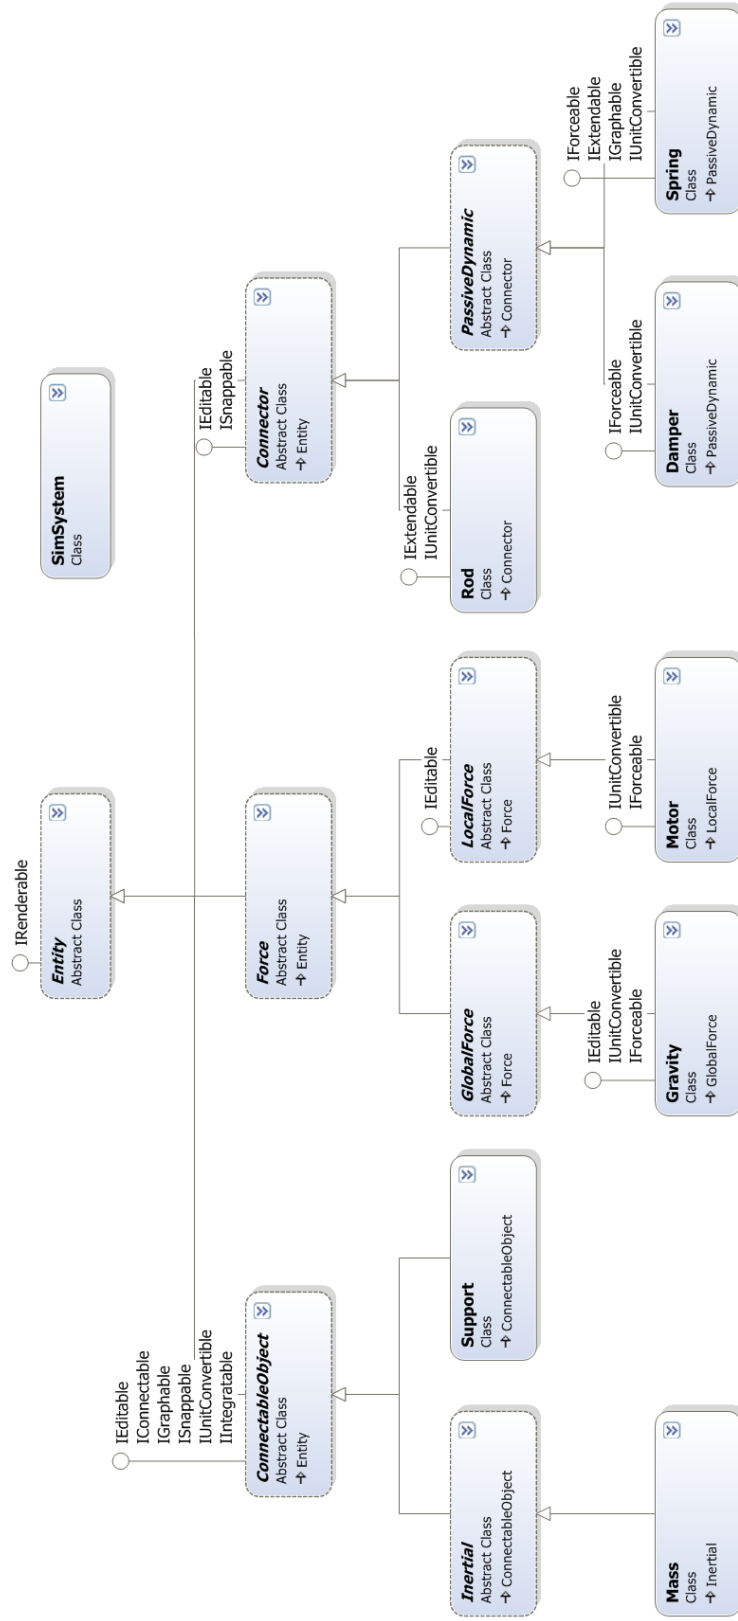 IRenderable
Entity
Abstract Class
SimSystem
Class
IEditable
IConnectable
IGraphable
ISnappable
IUnitConvertible
IIntegratable
ConnectableObject
Abstract Class
Entity
Force
Abstract Class
Entity
IEditable
ISnappable
Connector
Abstract Class
Entity
Inertial
Abstract Class
ConnectableObject
Support
Class
ConnectableObject
GlobalForce
Abstract Class
Force
IEditable
LocalForce
Abstract Class
Force
IExtendable
IUnitConvertible
Rod
Class
Connector
PassiveDynamic
Abstract Class
Connector
Mass
Class
Inertial
IEditable
IUnitConvertible
IForceable
Gravity
Class
GlobalForce
IUnitConvertible
IForceable
Motor
Class
LocalForce
IForceable
IUnitConvertible
Damper
Class
PassiveDynamic
IForceable
IExtendable
IGraphable
IUnitConvertible
Spring
Class
PassiveDynamic